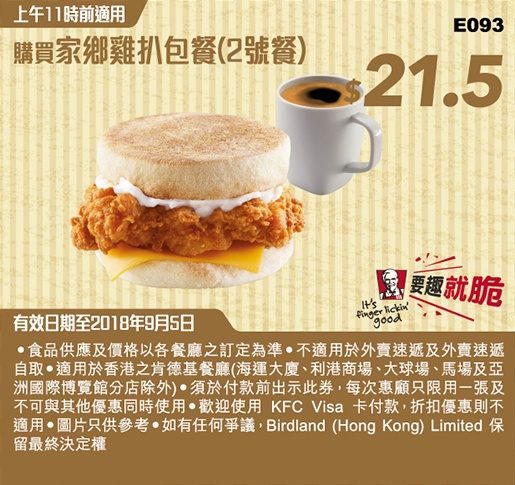 上午11時前適用
E093
購買家鄉雞扒包餐(2號餐)
$21.5
It's finger lickin' good
要趣就脆
有效日期至2018年9月5日
•食品供應及價格以各餐廳之訂定為準•不適用於外賣速遞及外賣速遞
自取•適用於香港之肯德基餐廳(海運大廈、利港商場、大球場、馬場及亞
洲國際博覽館分店除外)•須於付款前出示此券，每次惠顧只限用一張及
不可與其他優惠同時使用•歡迎使用 KFC Visa 卡付款，折扣優惠則不
適用•圖片只供參考•如有任何爭議，Birdland (Hong Kong) Limited 保
留最終決定權